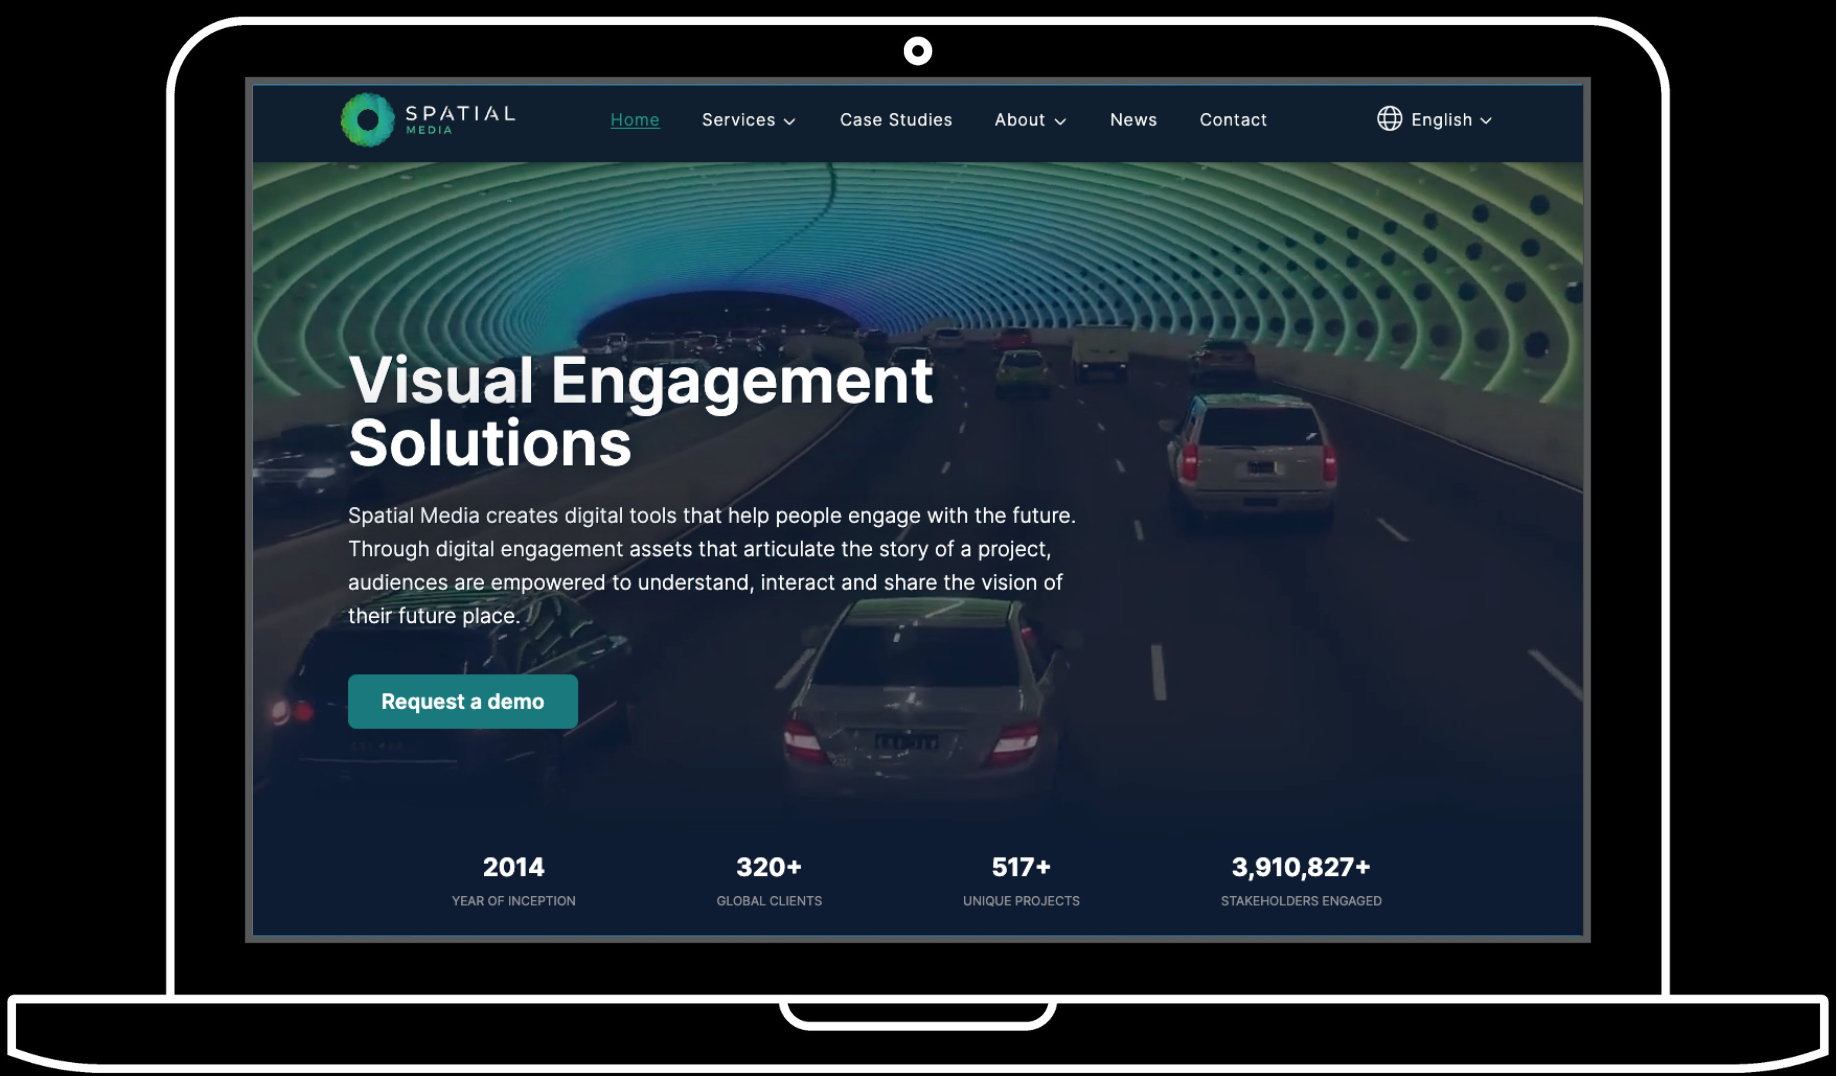 SPATIAL
MEDIA
Home Services Case Studies About News Contact English
Visual Engagement
Solutions
Spatial Media creates digital tools that help people engage with the future.
Through digital engagement assets that articulate the story of a project,
audiences are empowered to understand, interact and share the vision of
their future place.
Request a demo
2014 320+ 517+ 3,910,827+
YEAR OF INCEPTION GLOBAL CLIENTS UNIQUE PROJECTS STAKEHOLDERS ENGAGED